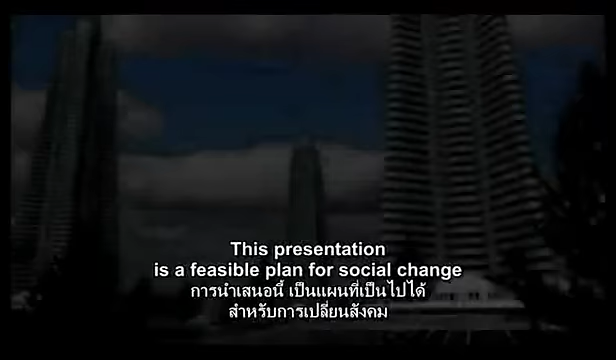 This presentation
is a feasible plan for social change
การนำเสนอนี้ เป็นแผนที่เป็นไปได้
สำหรับการเปลี่ยนสังคม